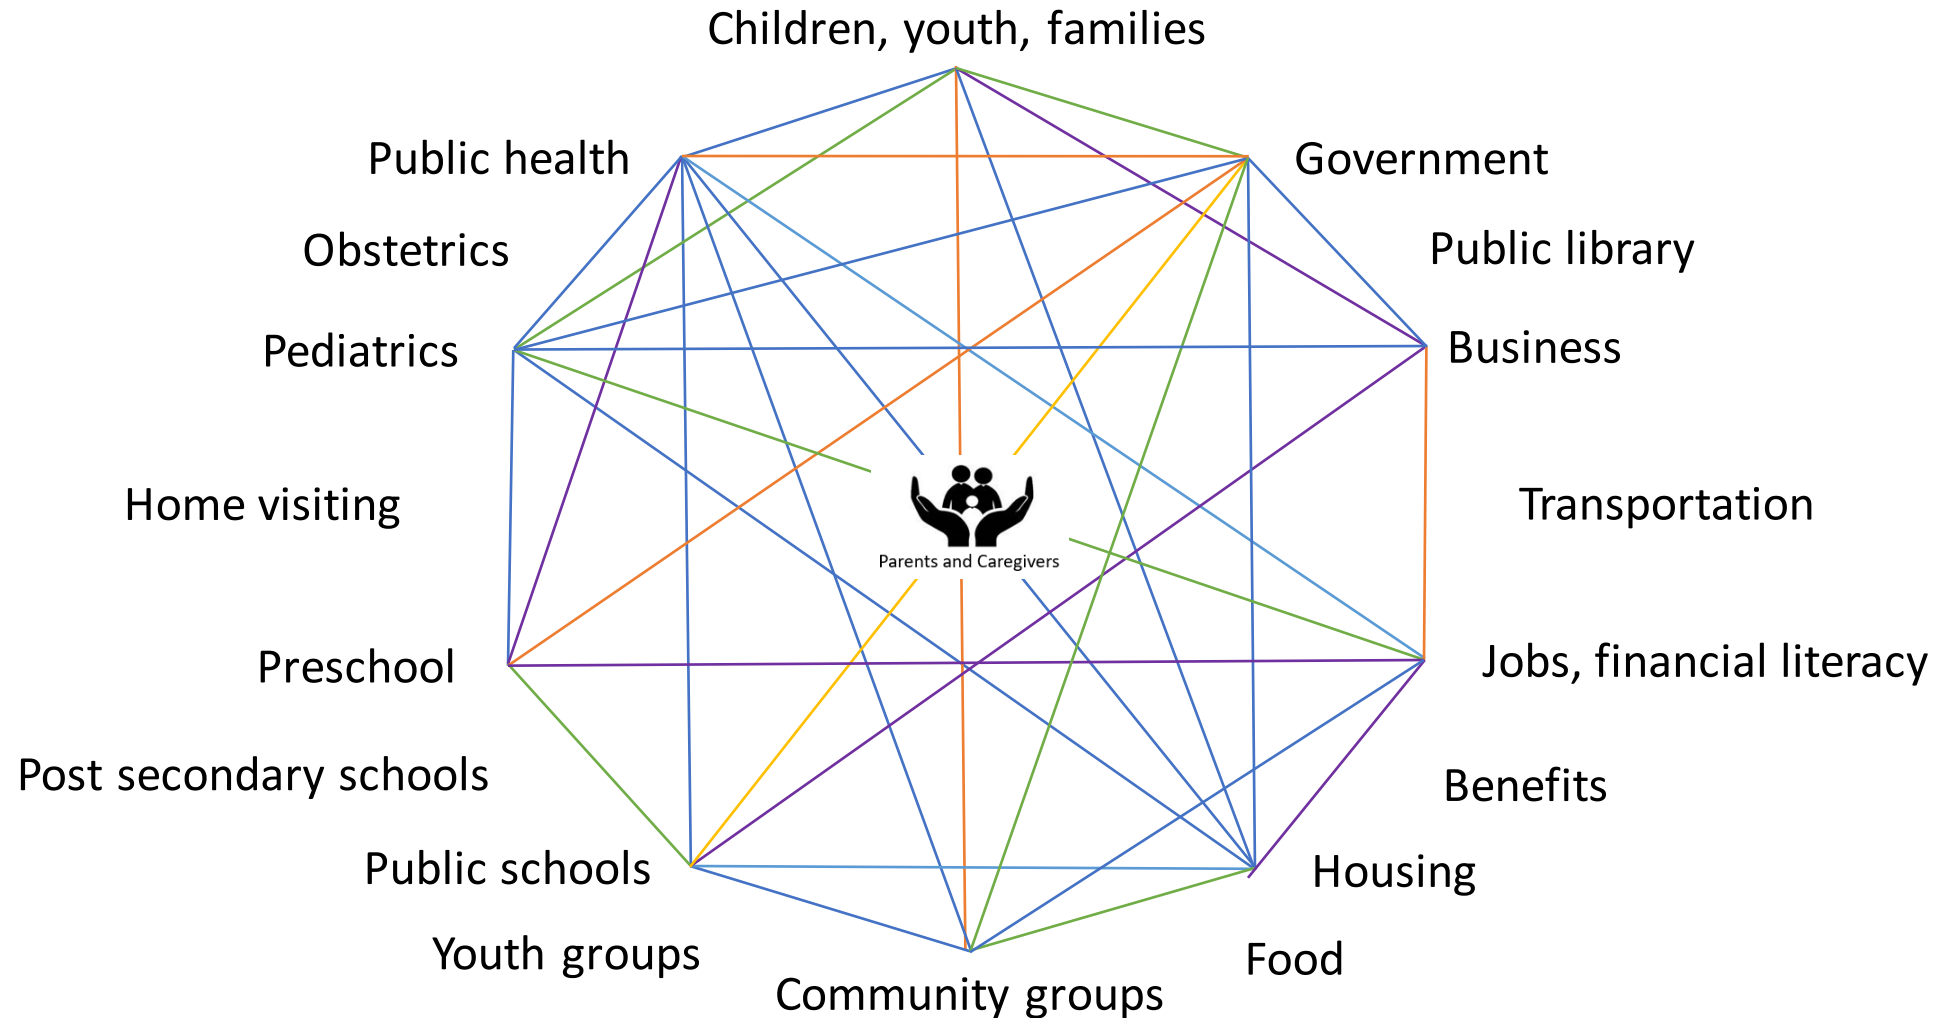 Children, youth, families
Public health
Government
Obstetrics
Public library
Pediatrics
Business
Home visiting
Transportation
Parents and Caregivers
Preschool
Jobs, financial literacy
Post secondary schools
Benefits
Public schools
Housing
Youth groups
Food
Community groups